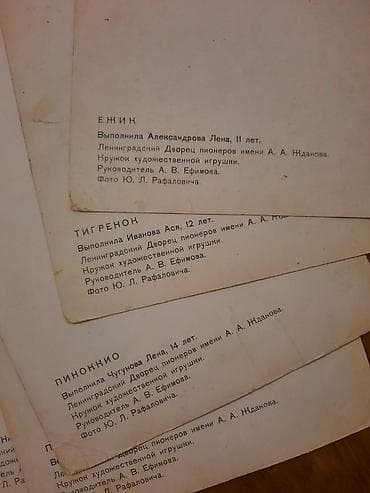 ЕЖИК
Выполнила Александрова Лена, 11 лет.
Ленинградский Дворец пионеров имени А. А. Жданова.
Кружок художественной игрушки.
Руководитель А. В. Ефимова.
Фото Ю. Л. Рафаловича.
ТИГРЕНОК
Выполнила Иванова Ася, 12 лет.
Ленинградский Дворец пионеров имени А. А.
Кружок художественной игрушки.
Руководитель А. В. Ефимова.
Фото Ю. Л. Рафаловича.
ПИНОККИО
Выполнила Чугунова Лена, 14 лет.
Ленинградский Дворец пионеров имени А. А. Жданова.
Кружок художественной игрушки.
Руководитель А. В. Ефимова.
Фото Ю. Л. Рафаловича.
Дворец пионеров имени А. А. Жданова.
Кружок художественной игрушки.
Руководитель А. В. Ефимова.
Фото Ю. Л. Рафаловича.